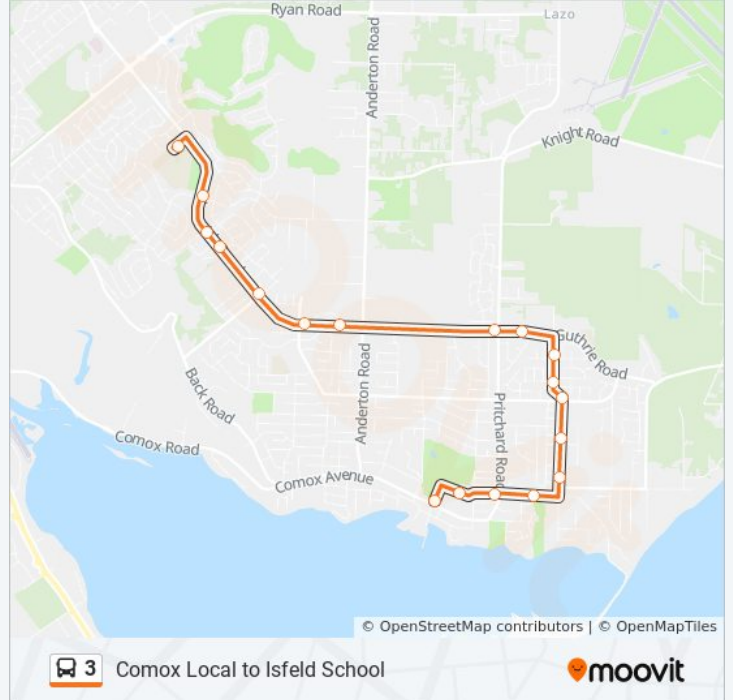 Ryan Road
Lazo
Anderton Road
Knight Road
Guthrie Road
Back Road
Anderton Road
Pritchard Road
Comox Road
Comox Avenue
© OpenStreetMap contributors | © OpenMapTiles
3 Comox Local to Isfeld School
moovit